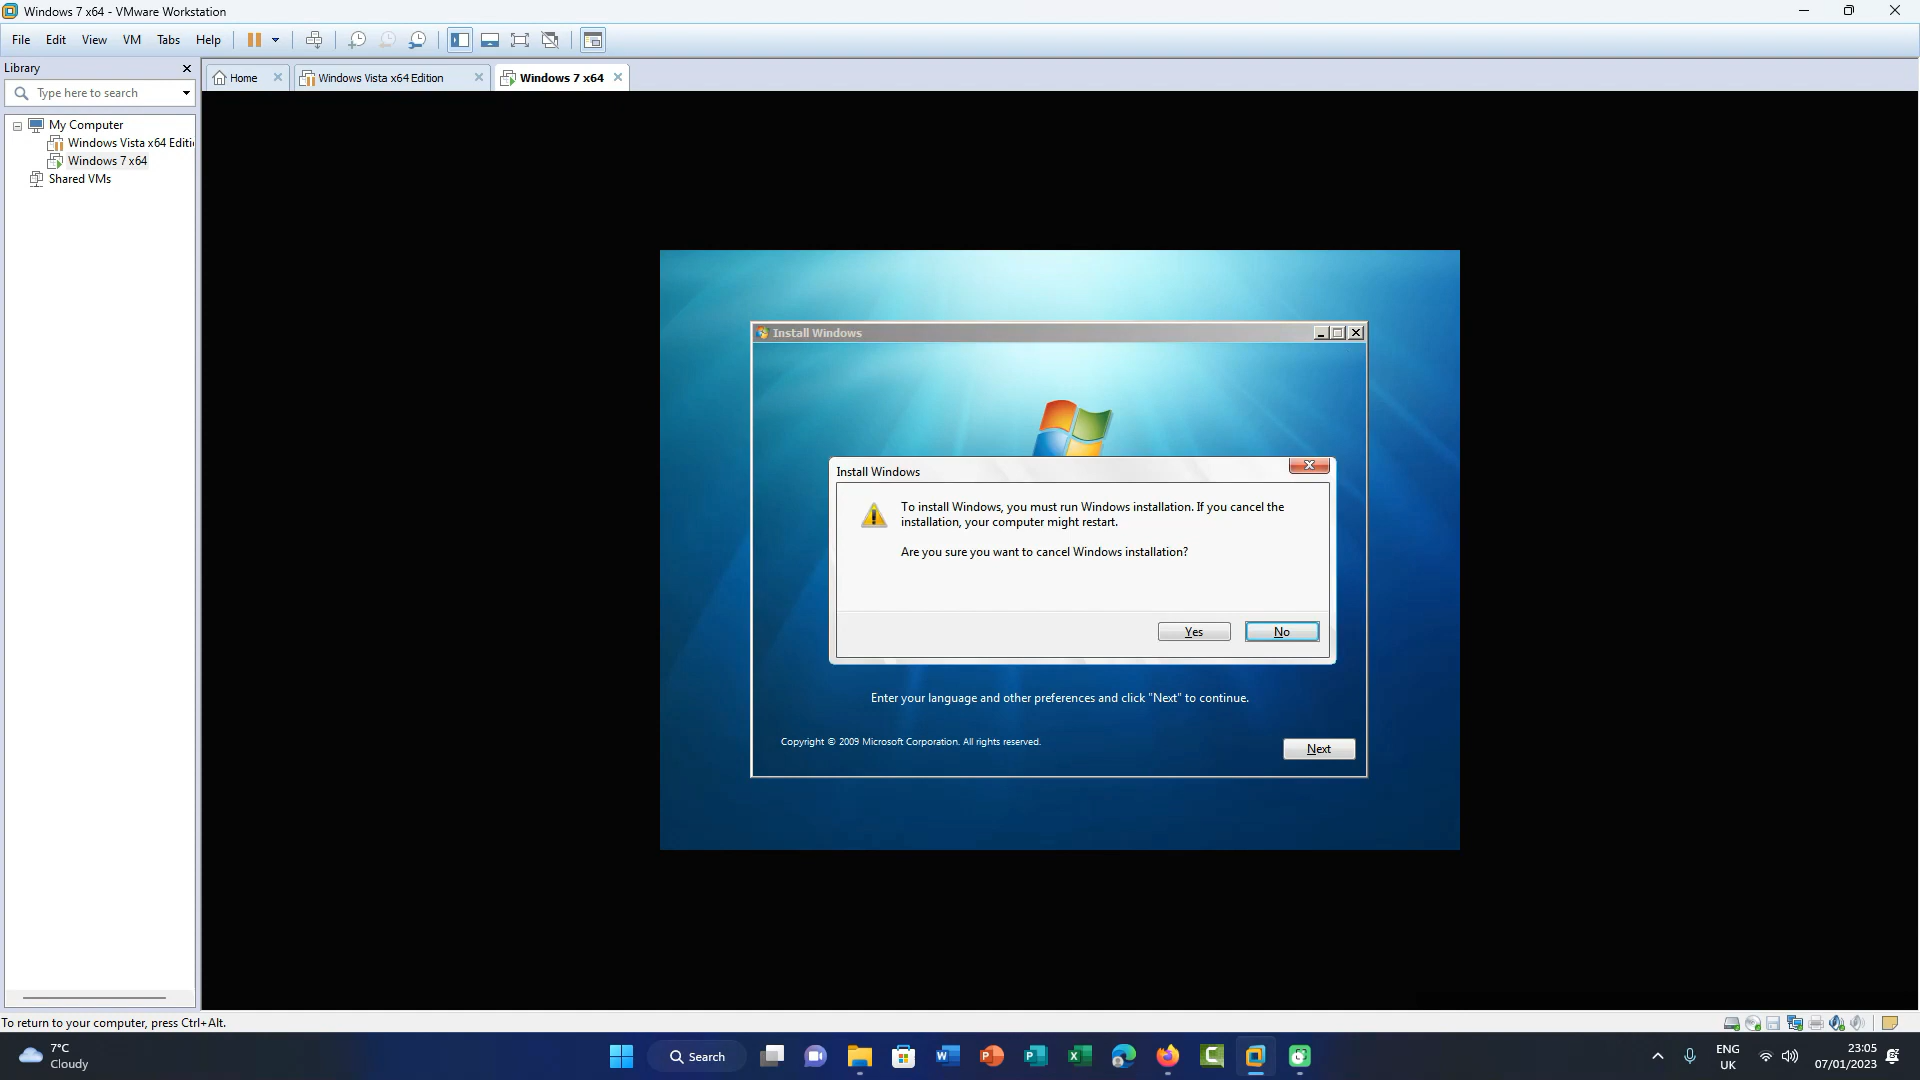 Windows 7 x64 - VMware Workstation
File Edit View VM Tabs Help
Library
Type here to search
My Computer
Windows Vista x64 Editi
Windows 7 x64
Shared VMs
Home
Windows Vista x64 Edition
Windows 7 x64
Install Windows
Install Windows
To install Windows, you must run Windows installation. If you cancel the
installation, your computer might restart.
Are you sure you want to cancel Windows installation?
Yes No
Enter your language and other preferences and click "Next" to continue.
Copyright © 2009 Microsoft Corporation. All rights reserved.
Next
To return to your computer, press Ctrl+Alt.
7°C
Cloudy
Search
ENG
UK
23:05
07/01/2023